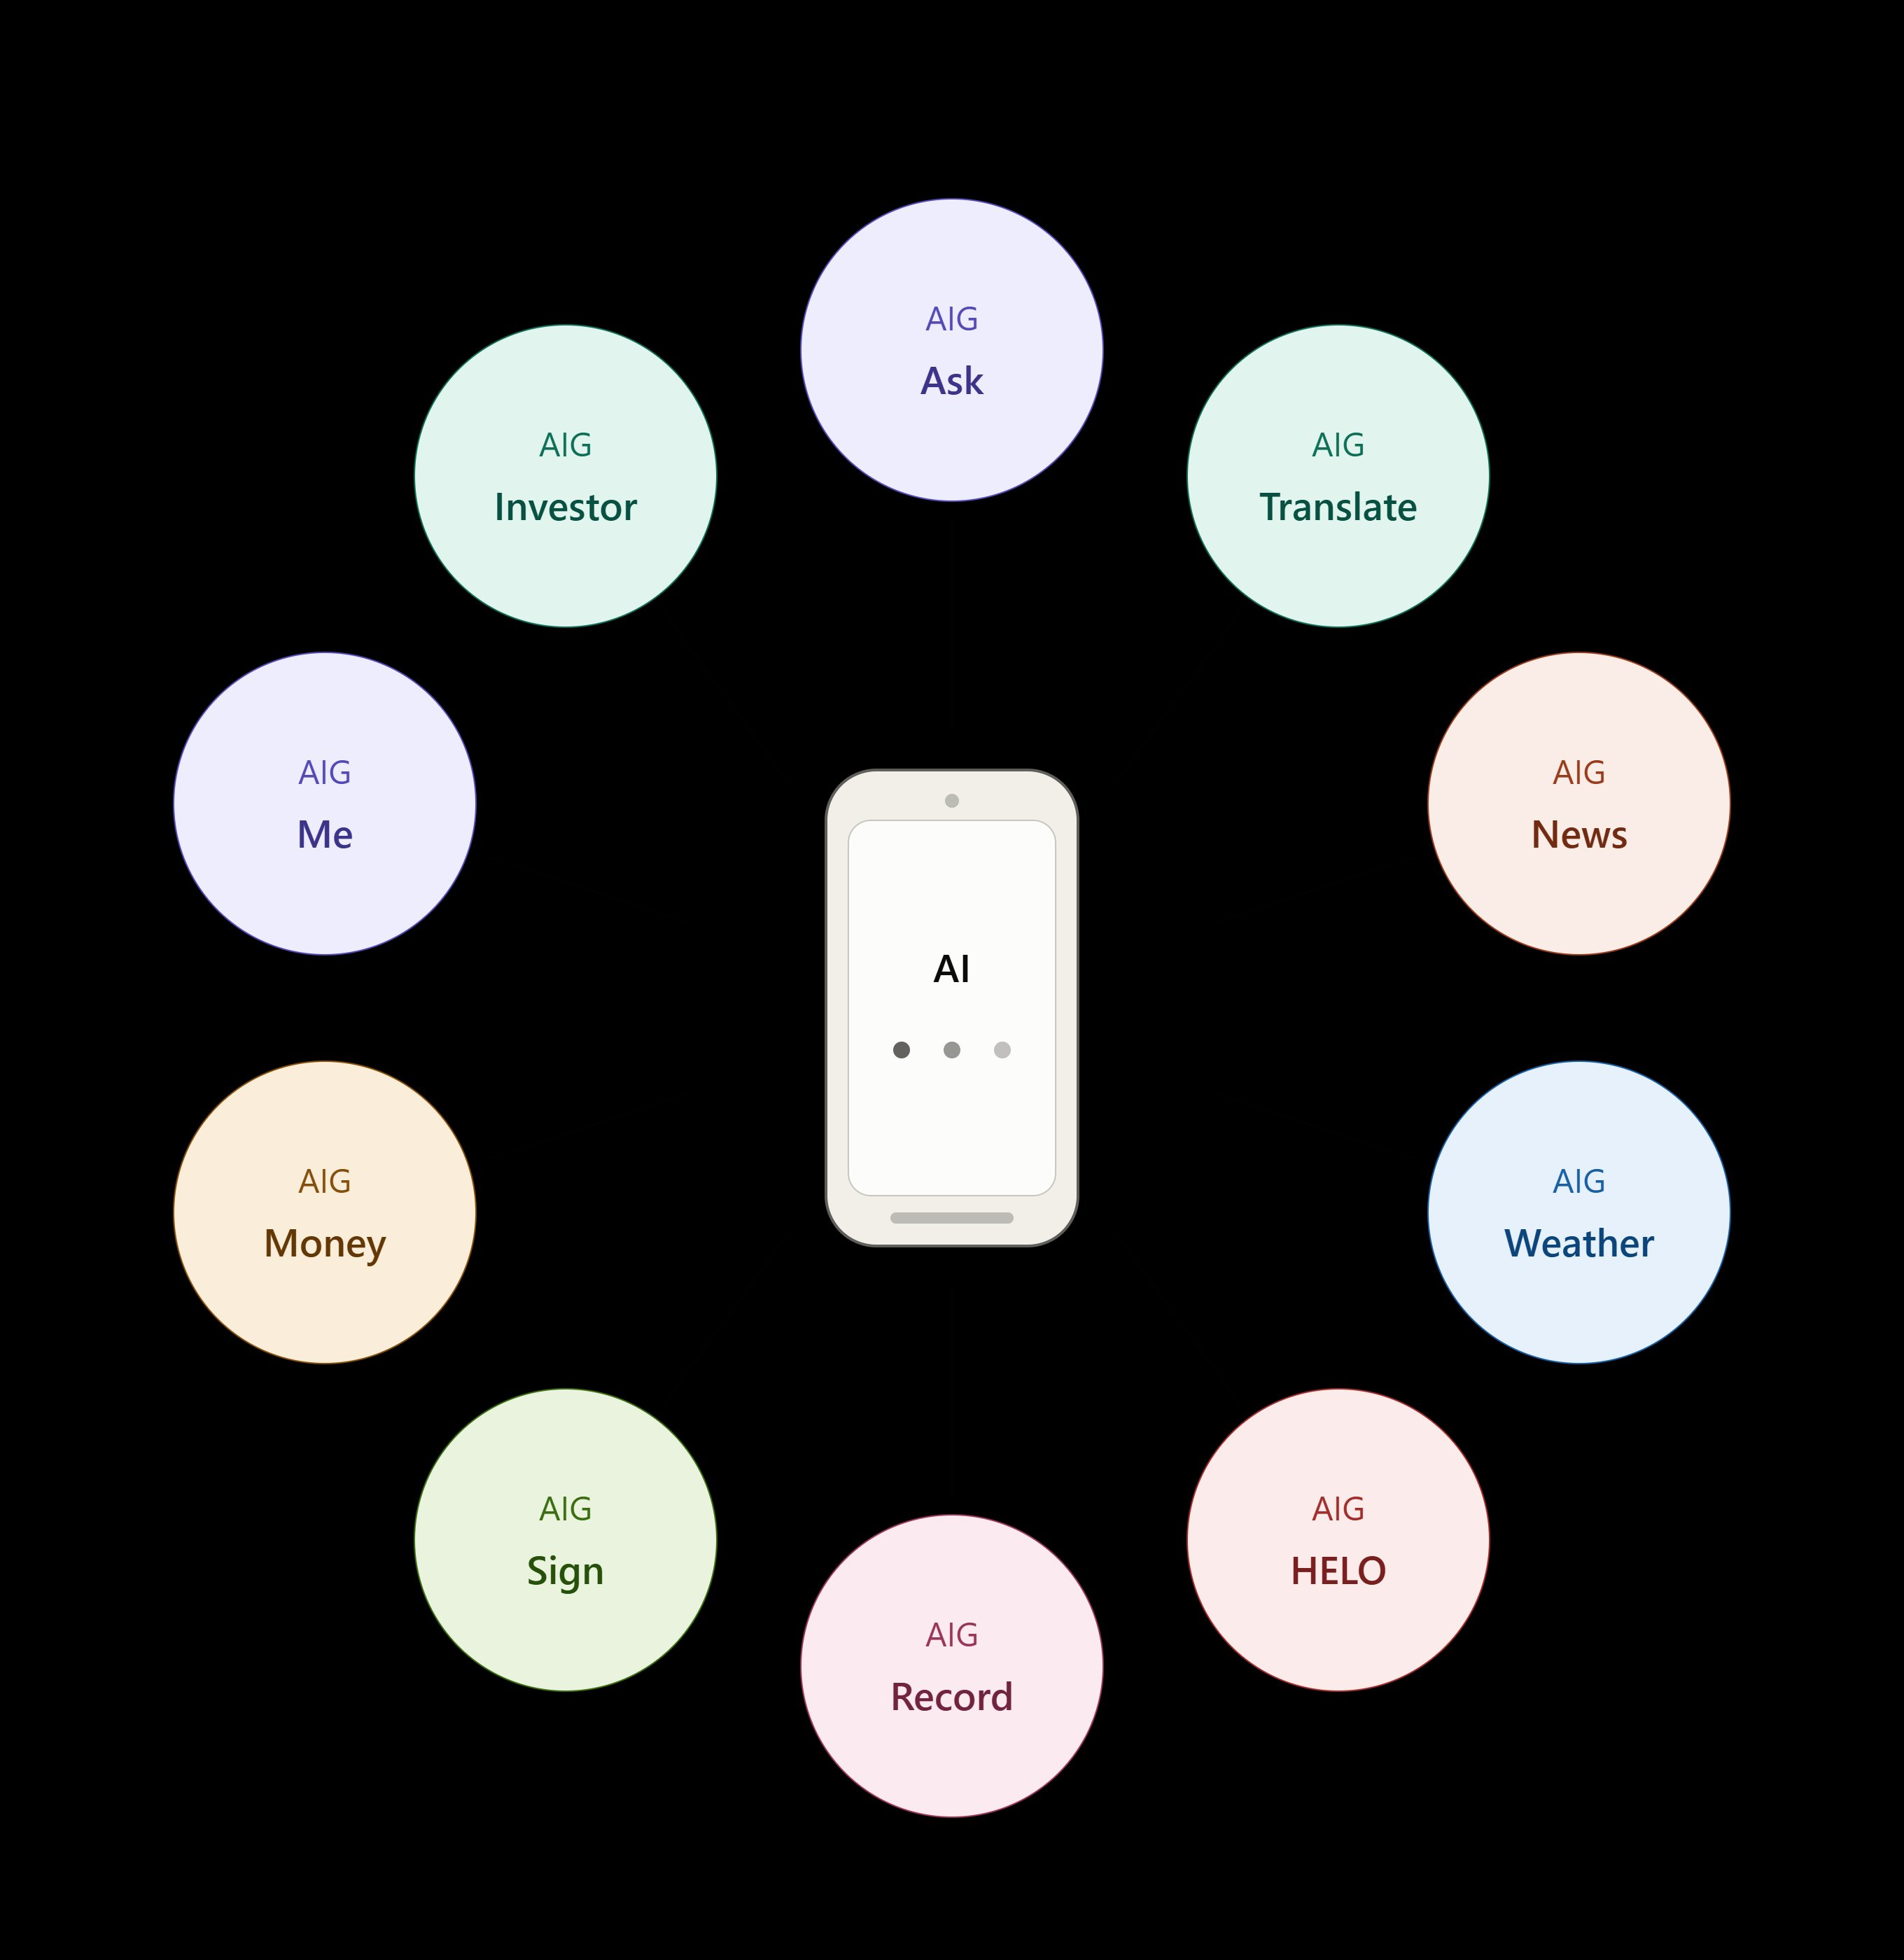 AIG
Ask
AIG
Investor
AIG
Translate
AIG
Me
AIG
News
AI
AIG
Money
AIG
Weather
AIG
Sign
AIG
HELO
AIG
Record